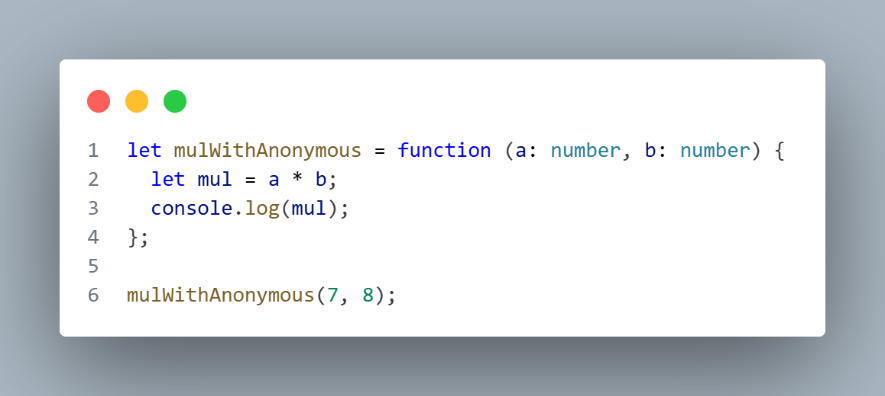 1 let mulWithAnonymous = function (a: number, b: number) {
2   let mul = a * b;
3   console.log(mul);
4 };
5
6 mulWithAnonymous(7, 8);